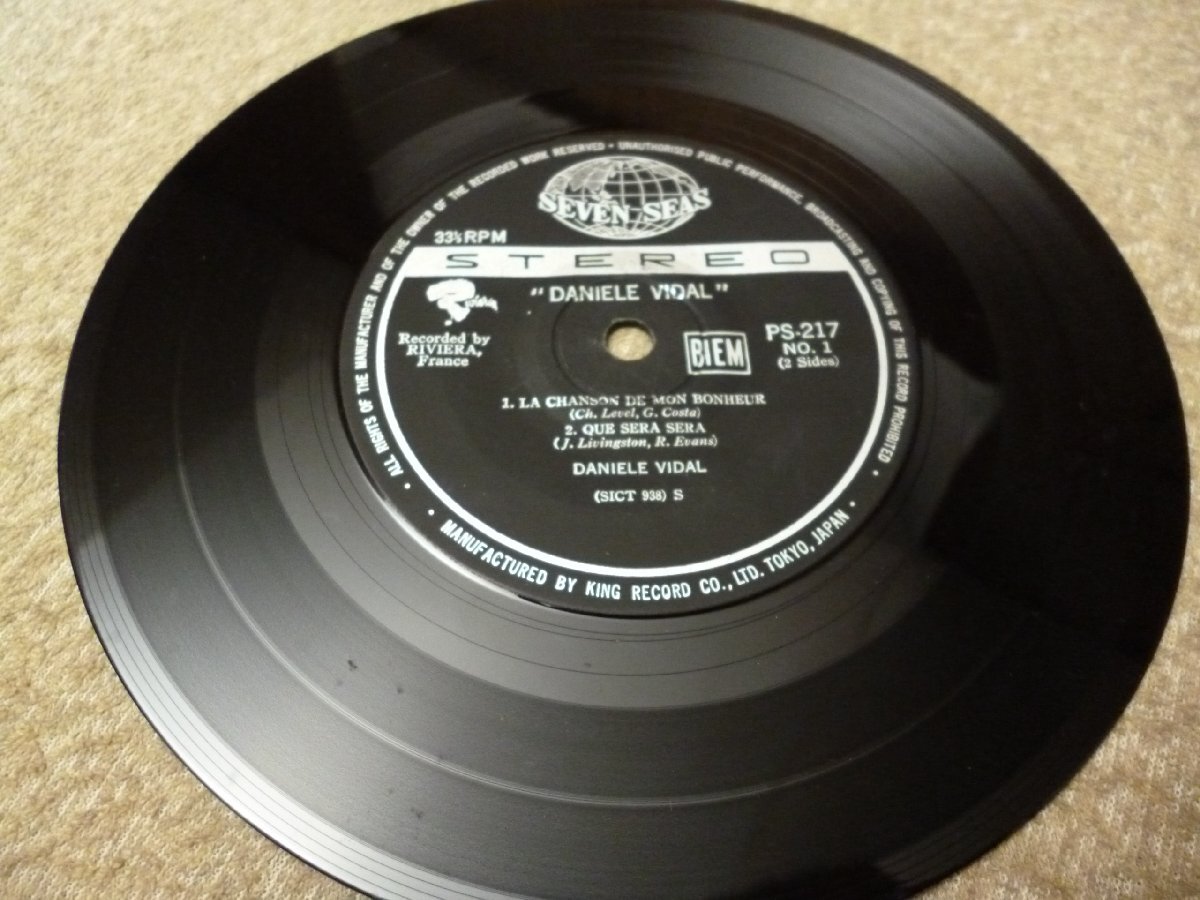 ALL RIGHTS OF THE MANUFACTURER AND OF THE OWNER OF THE RECORDED WORK RESERVED • UNAUTHORISED PUBLIC PERFORMANCE, BROADCASTING AND COPYING OF THIS RECORD PROHIBITED •
SEVEN SEAS
33⅓RPM
STEREO
"DANIELE VIDAL"
Riviera
Recorded by
RIVIERA,
France
BIEM
PS-217
NO. 1
(2 Sides)
1. LA CHANSON DE MON BONHEUR
(Ch. Level, G. Costa)
2. QUE SERA SERA
(J. Livingston, R. Evans)
DANIELE VIDAL
(SICT 938) S
• MANUFACTURED BY KING RECORD CO., LTD. TOKYO, JAPAN •